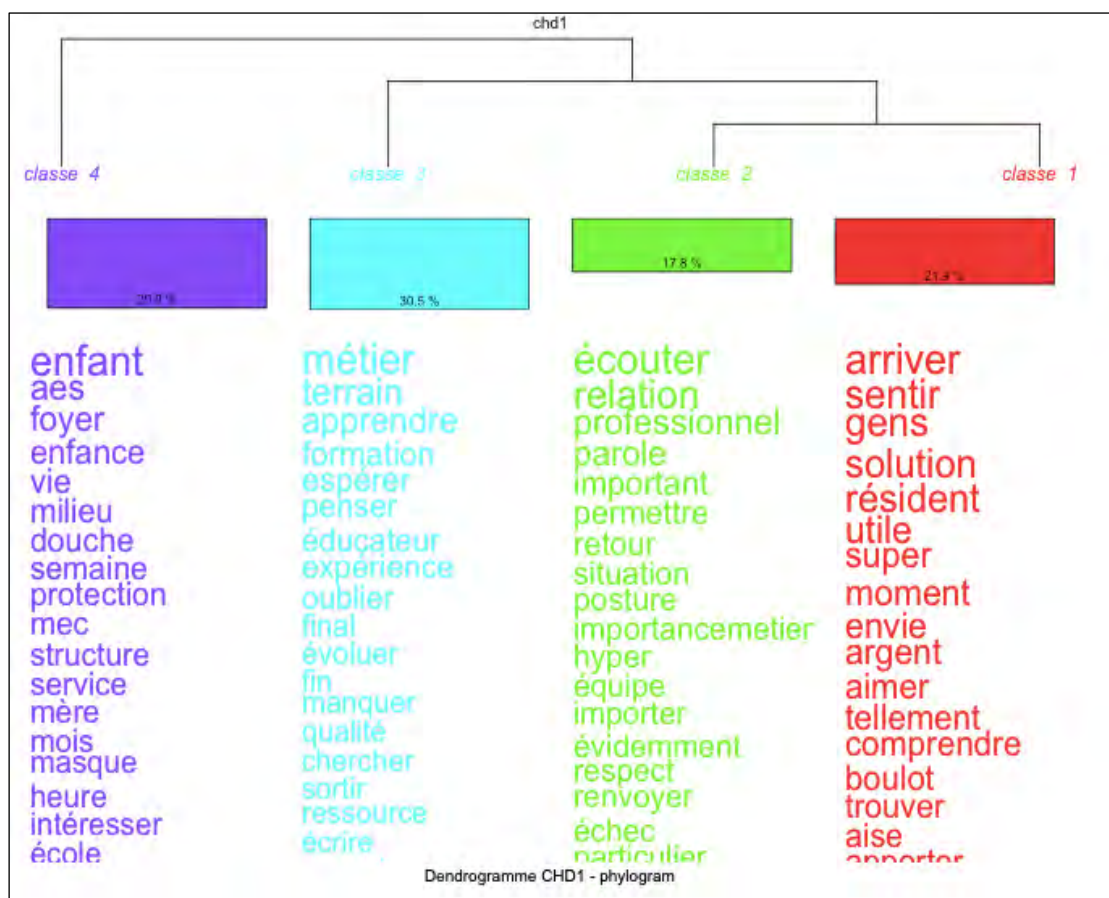 chd1
classe 4
classe 3
classe 2
classe 1
30.5 %
17.8 %
enfant
aes
foyer
enfance
vie
milieu
douche
semaine
protection
mec
structure
service
mère
mois
masque
heure
intéresser
école
métier
terrain
apprendre
formation
espérer
penser
éducateur
expérience
oublier
final
évoluer
fin
manquer
qualité
chercher
sortir
ressource
écrire
écouter
relation
professionnel
parole
important
permettre
retour
situation
posture
importancemetier
hyper
équipe
importer
évidemment
respect
renvoyer
échec
particulier
arriver
sentir
gens
solution
résident
utile
super
moment
envie
argent
aimer
tellement
comprendre
boulot
trouver
aise
apporter
Dendrogramme CHD1 - phylogram